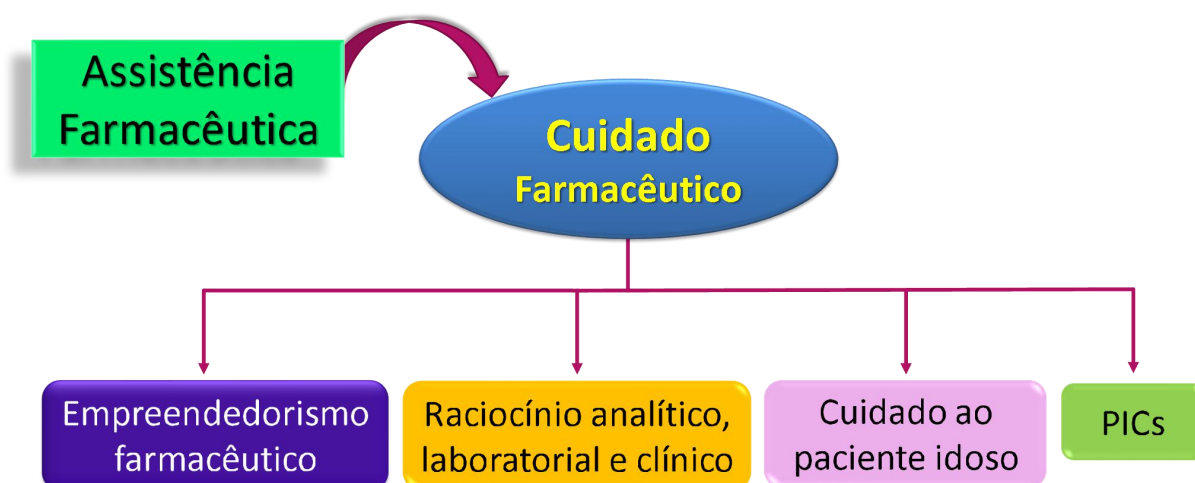 Assistência
Farmacêutica
Cuidado
Farmacêutico
Empreendedorismo
farmacêutico
Raciocínio analítico,
laboratorial e clínico
Cuidado ao
paciente idoso
PICs